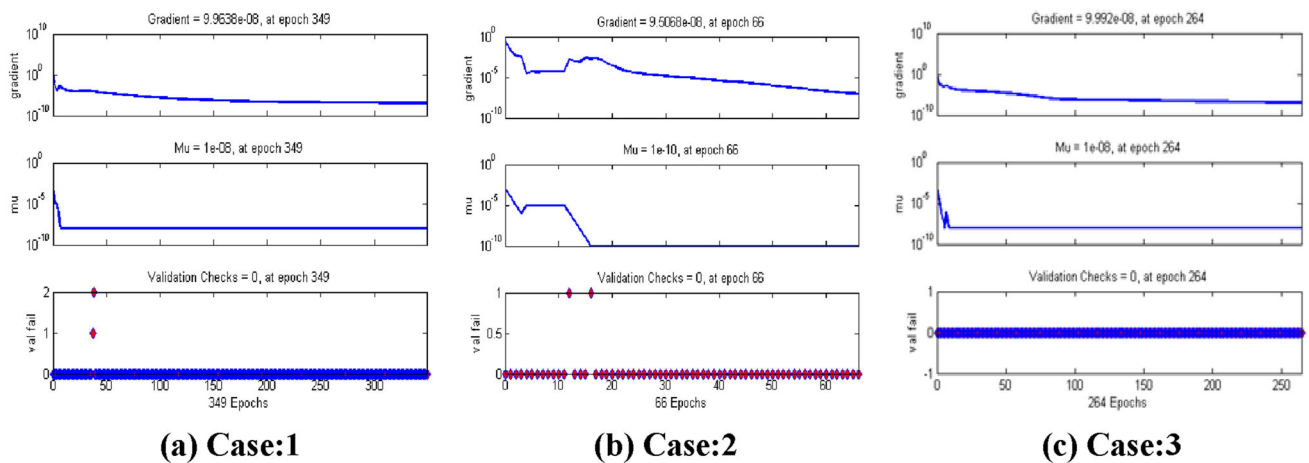 Gradient = 9.9638e-08, at epoch 349
gradient
10^10
10^0
10^-10
Mu = 1e-08, at epoch 349
mu
10^0
10^-5
10^-10
Validation Checks = 0, at epoch 349
val fail
2
1
0
0 50 100 150 200 250 300
349 Epochs
(a) Case:1
Gradient = 9.5068e-08, at epoch 66
gradient
10^0
10^-5
10^-10
Mu = 1e-10, at epoch 66
mu
10^0
10^-5
10^-10
Validation Checks = 0, at epoch 66
val fail
1
0.5
0
0 10 20 30 40 50 60
66 Epochs
(b) Case:2
Gradient = 9.992e-08, at epoch 264
gradient
10^10
10^0
10^-10
Mu = 1e-08, at epoch 264
mu
10^0
10^-5
10^-10
Validation Checks = 0, at epoch 264
val fail
1
0
-1
0 50 100 150 200 250
264 Epochs
(c) Case:3